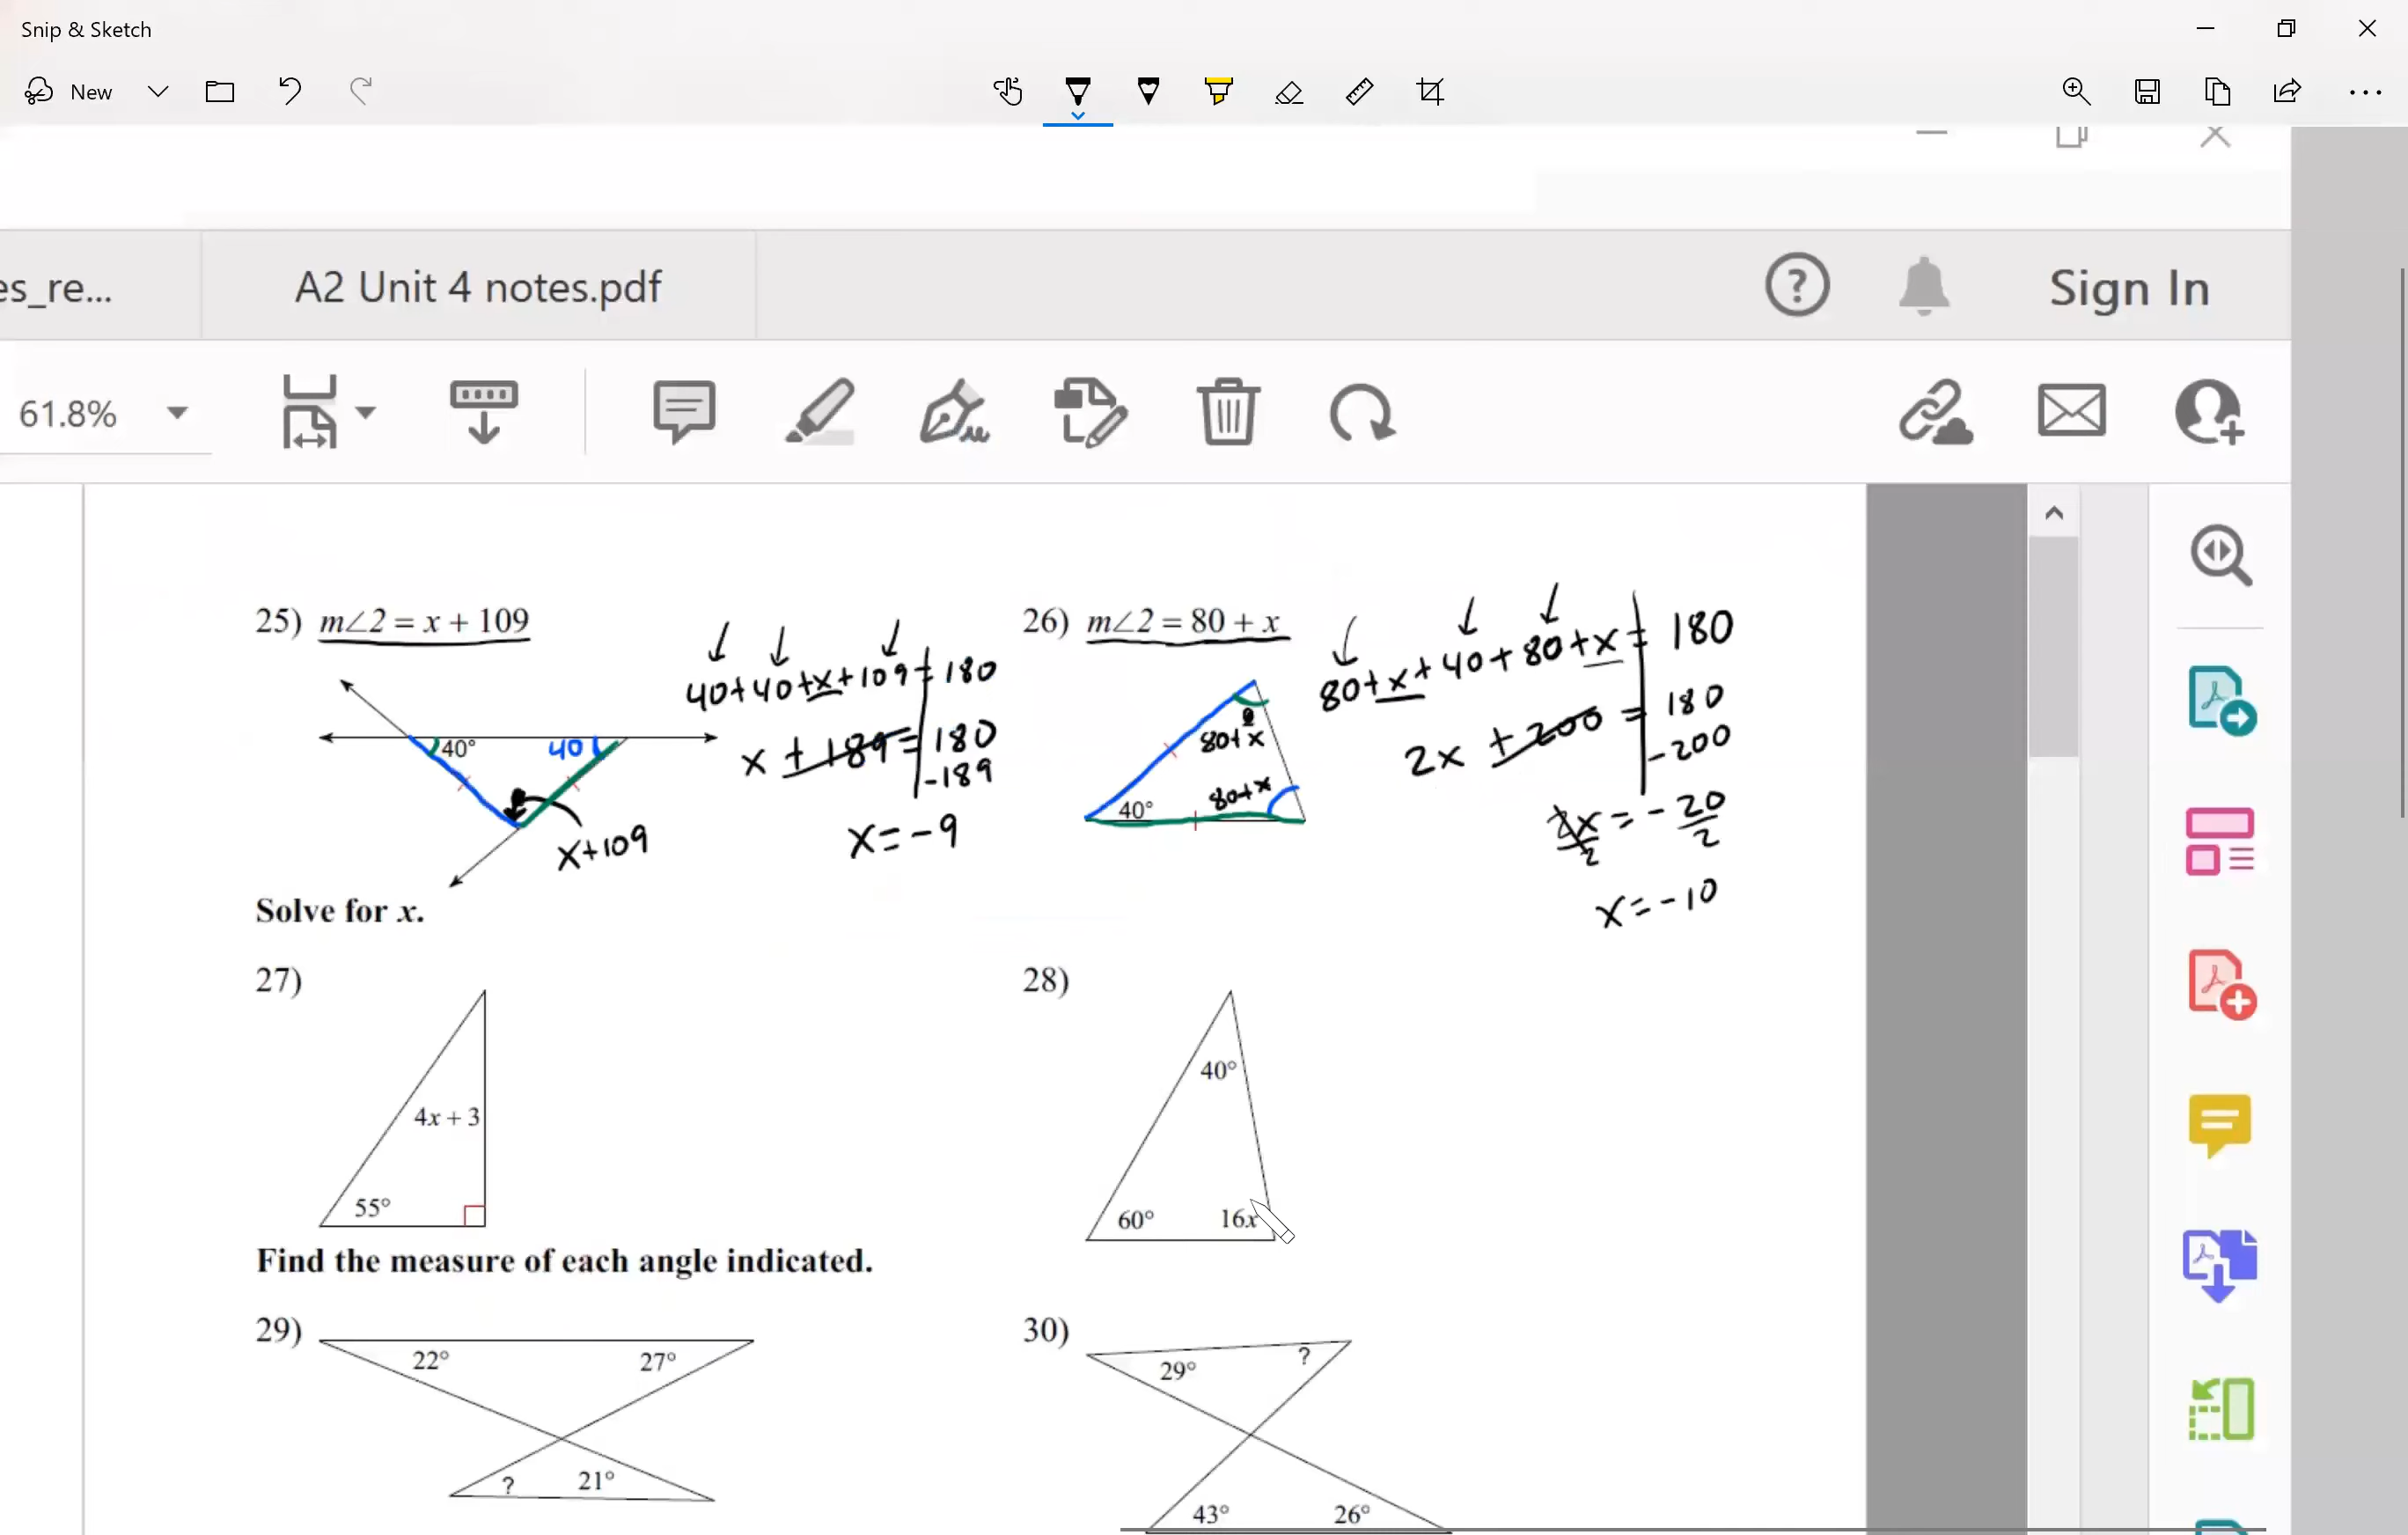 Snip & Sketch
New
es_re...
A2 Unit 4 notes.pdf
Sign In
61.8%
25) m∠2 = x + 109
40+40+x+109=180
x+189=180
-189
x=-9
40°
40
x+109
26) m∠2 = 80 + x
80+x+40+80+x=180
2x+200=180
-200
2x=-20
2 2
x=-10
80+x
40°
80+x
Solve for x.
27)
4x + 3
55°
28)
40°
60°
16x
Find the measure of each angle indicated.
29)
22°
27°
?
21°
30)
29°
?
43°
26°